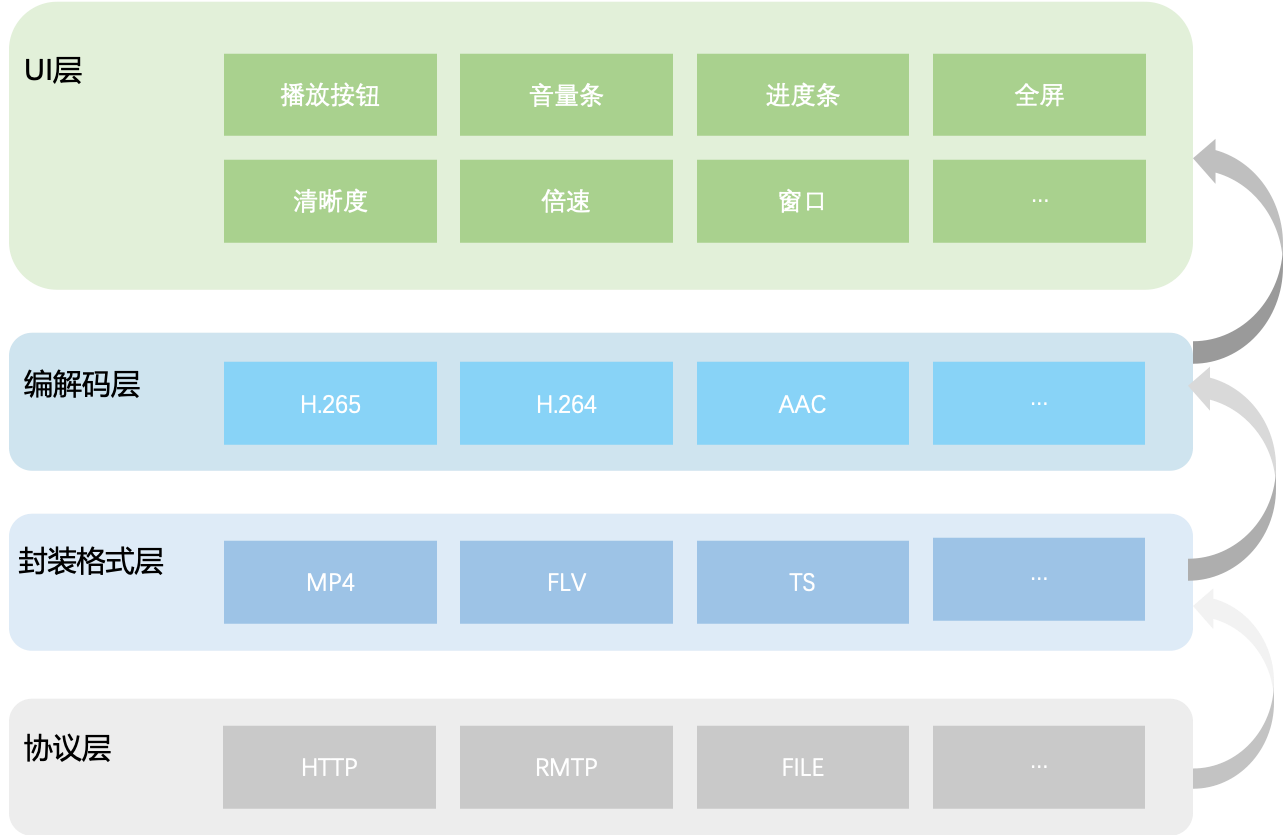 UI层
播放按钮
音量条
进度条
全屏
清晰度
倍速
窗口
...
编解码层
H.265
H.264
AAC
...
封装格式层
MP4
FLV
TS
...
协议层
HTTP
RMTP
FILE
...